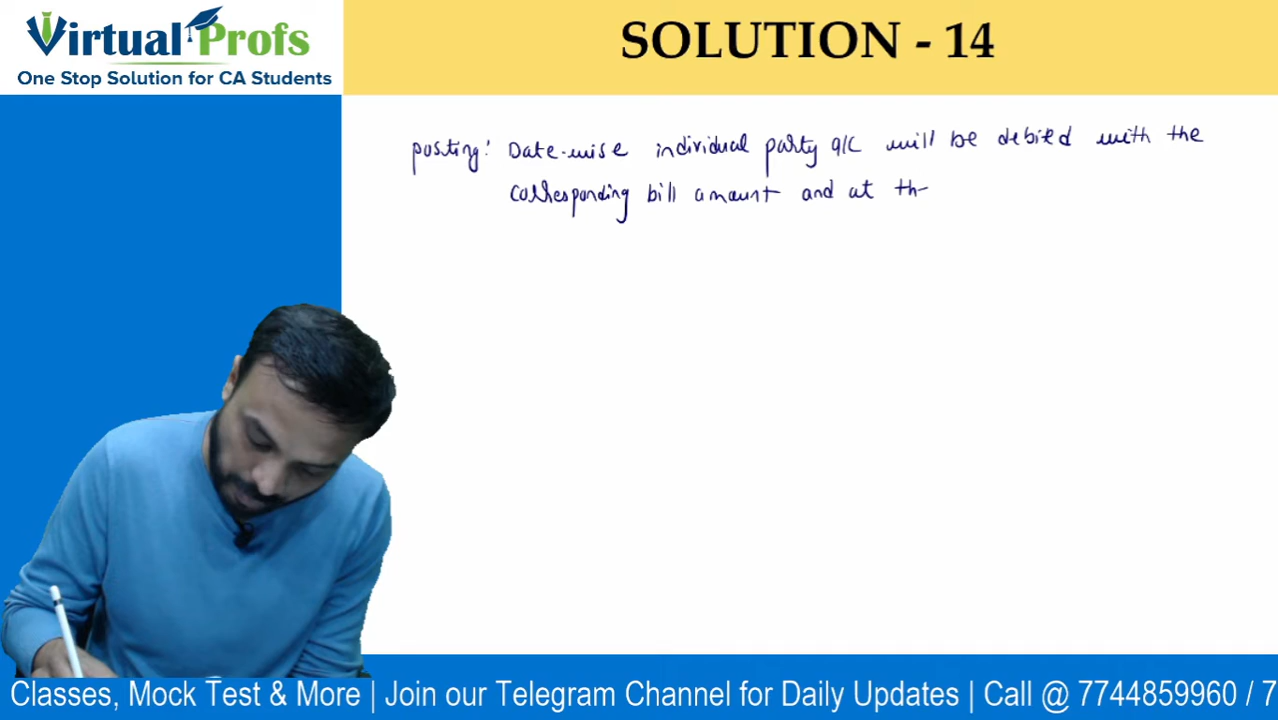 Virtual Profs
One Stop Solution for CA Students
SOLUTION - 14
posting: Date-wise individual party a/c will be debited with the
corresponding bill amount and at th
Classes, Mock Test & More | Join our Telegram Channel for Daily Updates | Call @ 7744859960 / 7